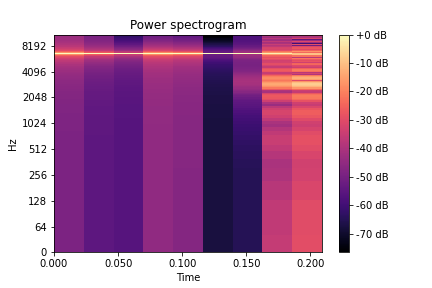 Power spectrogram
8192
4096
2048
1024
512
256
128
64
0
Hz
0.000 0.050 0.100 0.150 0.200
Time
+0 dB
-10 dB
-20 dB
-30 dB
-40 dB
-50 dB
-60 dB
-70 dB